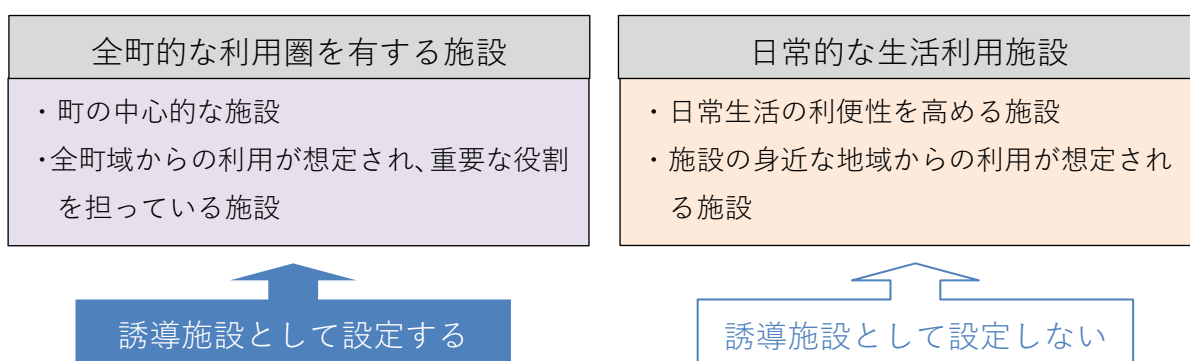 全町的な利用圏を有する施設
・町の中心的な施設
・全町域からの利用が想定され、重要な役割
を担っている施設
誘導施設として設定する
日常的な生活利用施設
・日常生活の利便性を高める施設
・施設の身近な地域からの利用が想定され
る施設
誘導施設として設定しない